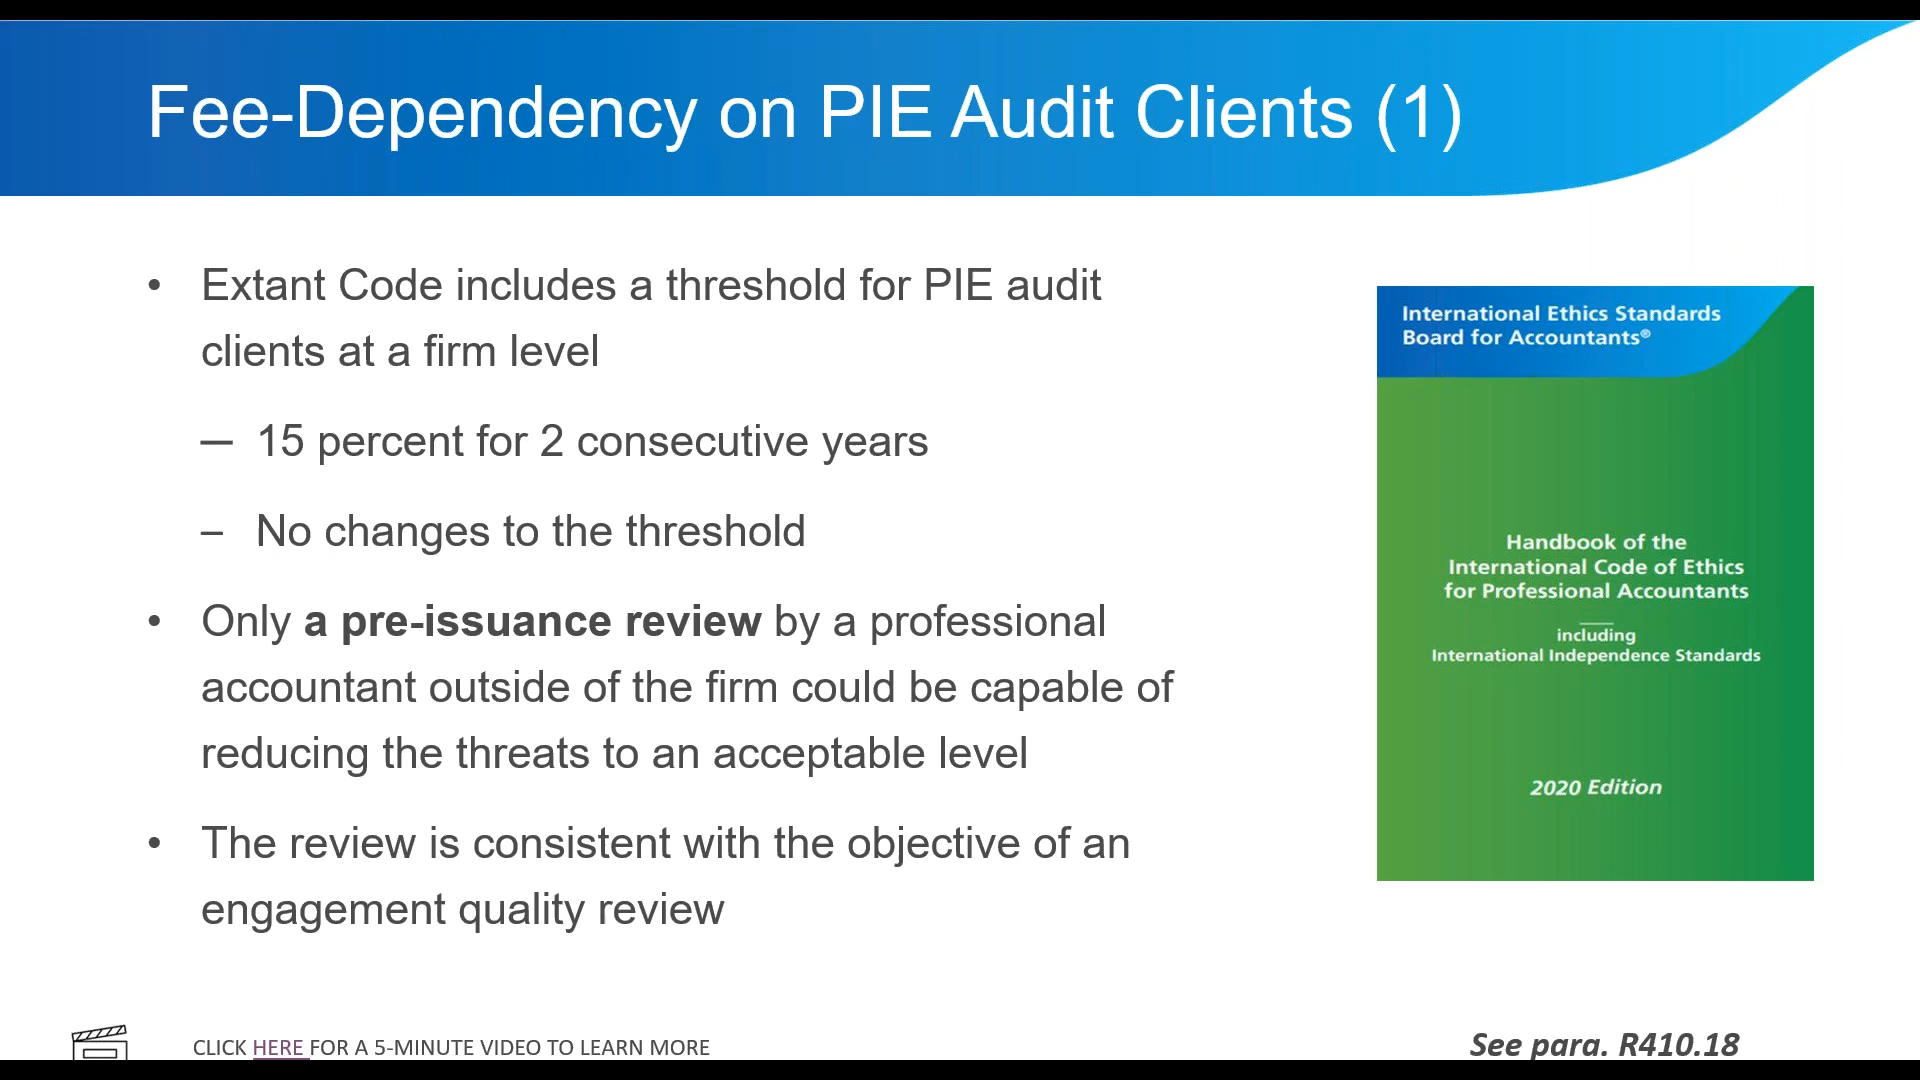 Fee-Dependency on PIE Audit Clients (1)
• Extant Code includes a threshold for PIE audit
clients at a firm level
─ 15 percent for 2 consecutive years
– No changes to the threshold
• Only a pre-issuance review by a professional
accountant outside of the firm could be capable of
reducing the threats to an acceptable level
• The review is consistent with the objective of an
engagement quality review
International Ethics Standards
Board for Accountants®
Handbook of the
International Code of Ethics
for Professional Accountants
including
International Independence Standards
2020 Edition
CLICK HERE FOR A 5-MINUTE VIDEO TO LEARN MORE
See para. R410.18